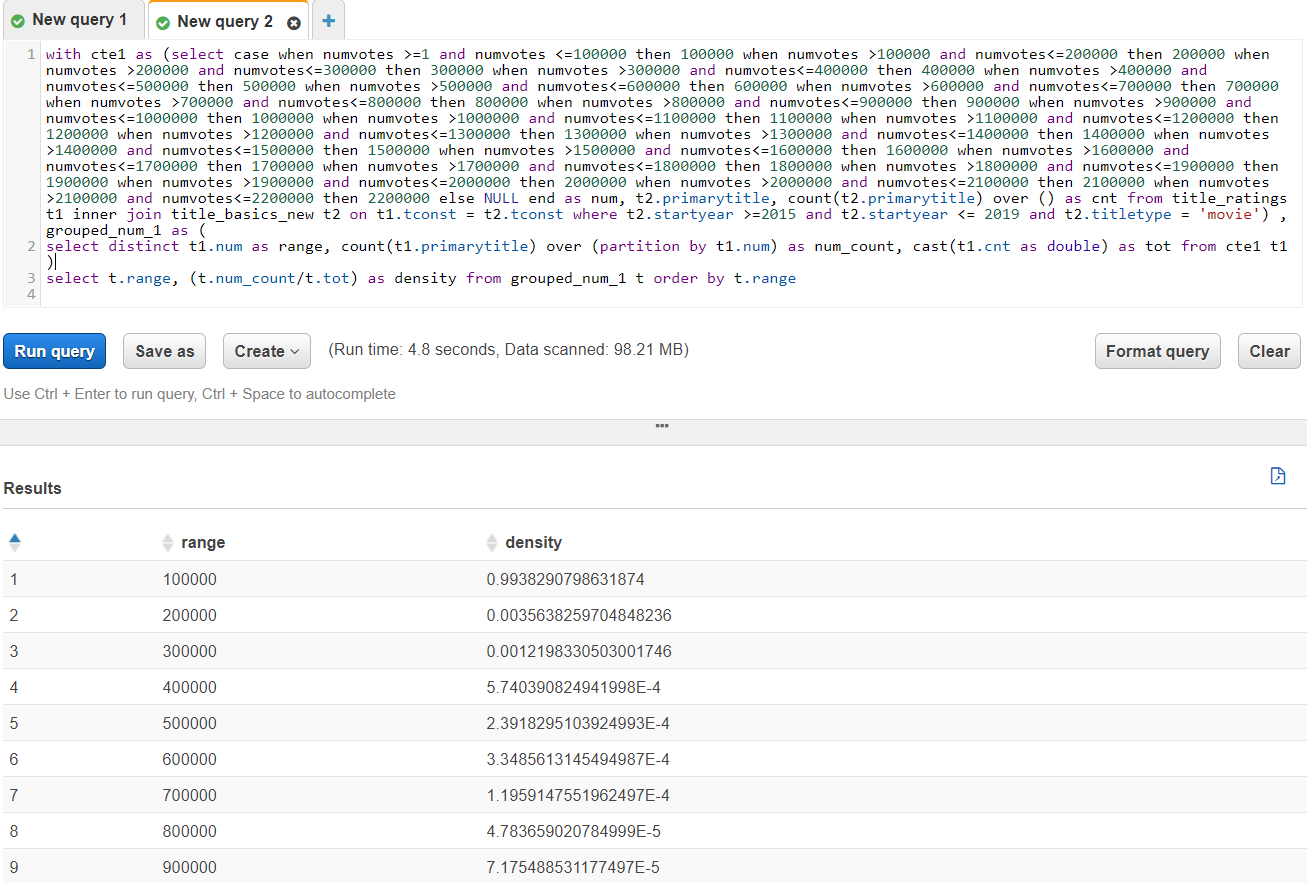 New query 1
New query 2
+
1 with cte1 as (select case when numvotes >=1 and numvotes <=100000 then 100000 when numvotes >100000 and numvotes<=200000 then 200000 when
numvotes >200000 and numvotes<=300000 then 300000 when numvotes >300000 and numvotes<=400000 then 400000 when numvotes >400000 and
numvotes<=500000 then 500000 when numvotes >500000 and numvotes<=600000 then 600000 when numvotes >600000 and numvotes<=700000 then 700000
when numvotes >700000 and numvotes<=800000 then 800000 when numvotes >800000 and numvotes<=900000 then 900000 when numvotes >900000 and
numvotes<=1000000 then 1000000 when numvotes >1000000 and numvotes<=1100000 then 1100000 when numvotes >1100000 and numvotes<=1200000 then
1200000 when numvotes >1200000 and numvotes<=1300000 then 1300000 when numvotes >1300000 and numvotes<=1400000 then 1400000 when numvotes
>1400000 and numvotes<=1500000 then 1500000 when numvotes >1500000 and numvotes<=1600000 then 1600000 when numvotes >1600000 and
numvotes<=1700000 then 1700000 when numvotes >1700000 and numvotes<=1800000 then 1800000 when numvotes >1800000 and numvotes<=1900000 then
1900000 when numvotes >1900000 and numvotes<=2000000 then 2000000 when numvotes >2000000 and numvotes<=2100000 then 2100000 when numvotes
>2100000 and numvotes<=2200000 then 2200000 else NULL end as num, t2.primarytitle, count(t2.primarytitle) over () as cnt from title_ratings
t1 inner join title_basics_new t2 on t1.tconst = t2.tconst where t2.startyear >=2015 and t2.startyear <= 2019 and t2.titletype = 'movie') ,
grouped_num_1 as (
2 select distinct t1.num as range, count(t1.primarytitle) over (partition by t1.num) as num_count, cast(t1.cnt as double) as tot from cte1 t1
)
3 select t.range, (t.num_count/t.tot) as density from grouped_num_1 t order by t.range
4
Run query Save as Create (Run time: 4.8 seconds, Data scanned: 98.21 MB) Format query Clear
Use Ctrl + Enter to run query, Ctrl + Space to autocomplete
Results
range density
1 100000 0.9938290798631874
2 200000 0.0035638259704848236
3 300000 0.0012198330503001746
4 400000 5.740390824941998E-4
5 500000 2.3918295103924993E-4
6 600000 3.3485613145494987E-4
7 700000 1.1959147551962497E-4
8 800000 4.783659020784999E-5
9 900000 7.175488531177497E-5